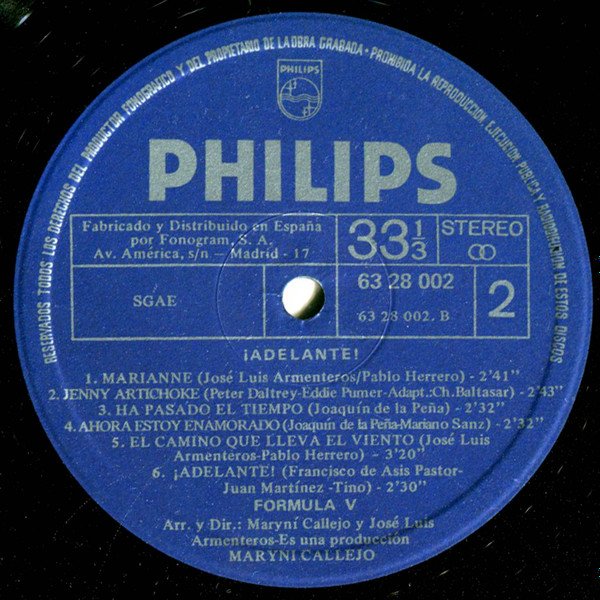 RESERVADOS TODOS LOS DERECHOS DEL PRODUCTOR FONOGRAFICO Y DEL PROPIETARIO DE LA OBRA GRABADA • PROHIBIDA LA REPRODUCCION, EJECUCION PUBLICA Y RADIODIFUSION DE ESTOS DISCOS
PHILIPS
PHILIPS
Fabricado y Distribuido en España
por Fonogram, S. A.
Av. América, s/n – Madrid - 17
33 1/3
STEREO
SGAE
63 28 002
63 28 002. B
2
¡ADELANTE!
1. MARIANNE (José Luis Armenteros/Pablo Herrero) - 2'41"
2. JENNY ARTICHOKE (Peter Daltrey-Eddie Pumer-Adapt.:Ch. Baltasar) - 2'43"
3. HA PASADO EL TIEMPO (Joaquín de la Peña) - 2'32"
4. AHORA ESTOY ENAMORADO (Joaquín de la Peña-Mariano Sanz) - 2'32"
5. EL CAMINO QUE LLEVA EL VIENTO (José Luis
Armenteros-Pablo Herrero) - 3'20"
6. ¡ADELANTE! (Francisco de Asis Pastor-
Juan Martínez -Tino) - 2'30"
FORMULA V
Arr. y Dir.: Maryní Callejo y José Luis
Armenteros-Es una producción
MARYNI CALLEJO